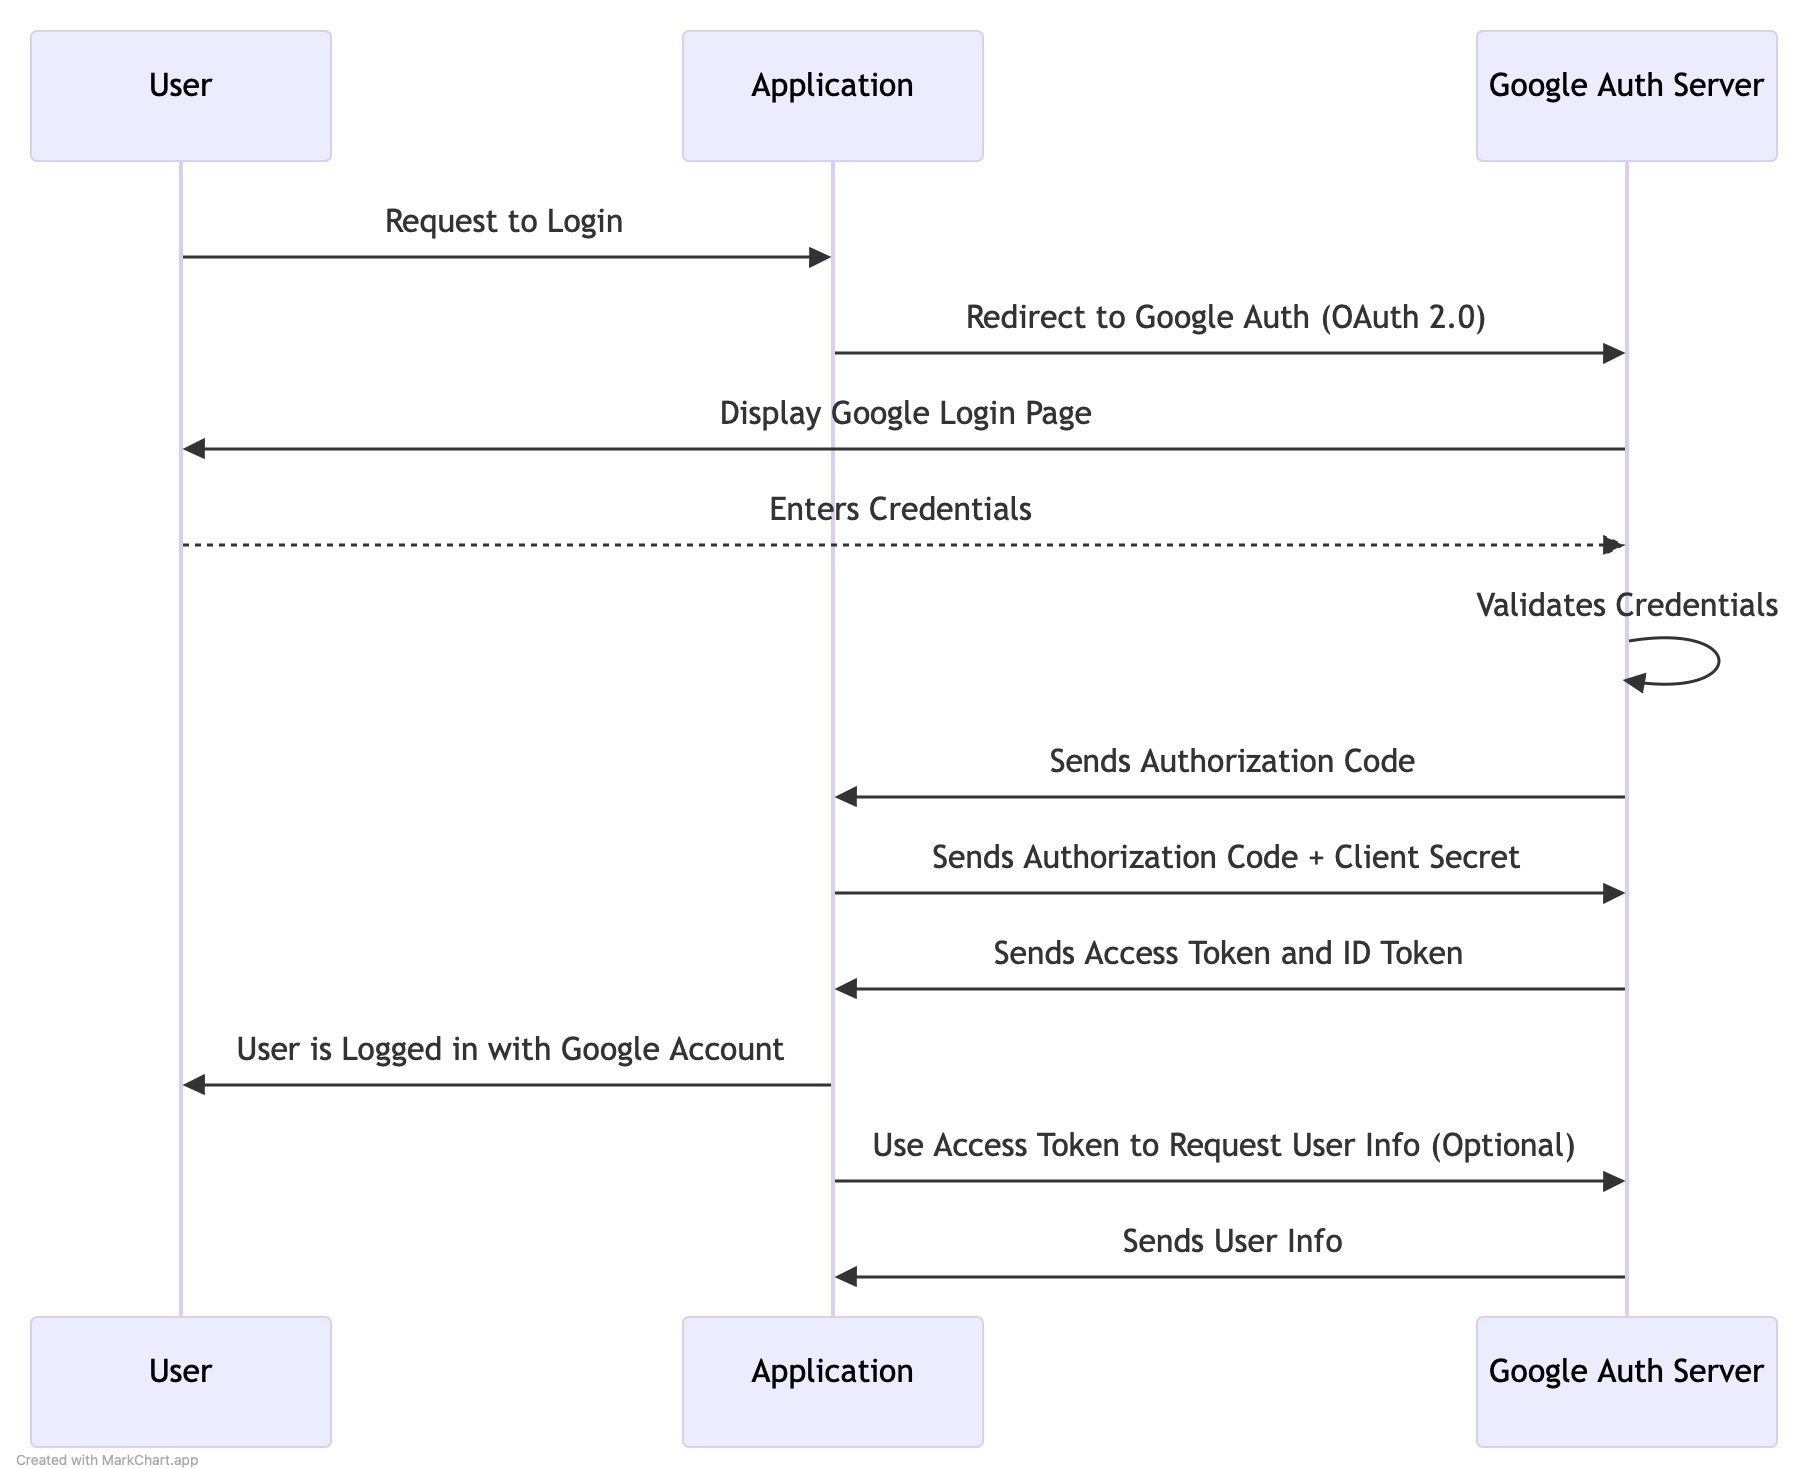 User
Application
Google Auth Server
Request to Login
Redirect to Google Auth (OAuth 2.0)
Display Google Login Page
Enters Credentials
Validates Credentials
Sends Authorization Code
Sends Authorization Code + Client Secret
Sends Access Token and ID Token
User is Logged in with Google Account
Use Access Token to Request User Info (Optional)
Sends User Info
User
Application
Google Auth Server
Created with MarkChart.app